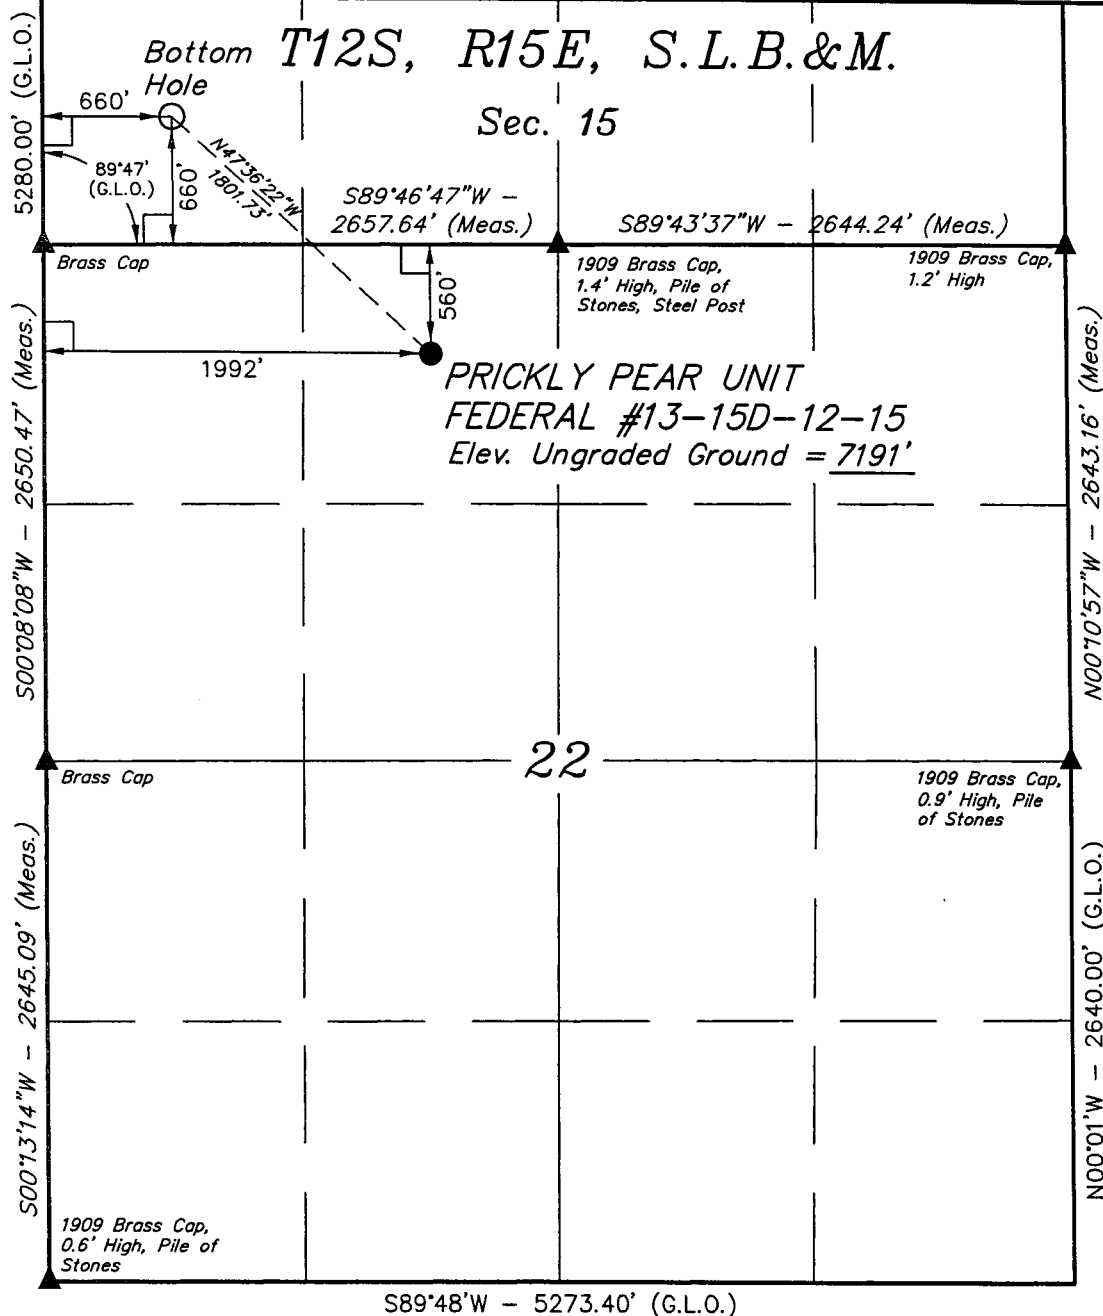 T12S, R15E, S.L.B.&M.
Bottom
Hole
Sec. 15
5280.00' (G.L.O.)
660'
89°47'
(G.L.O.)
660'
N47°36'22"W
1801.73'
S89°46'47"W –
2657.64' (Meas.)
S89°43'37"W – 2644.24' (Meas.)
Brass Cap
1909 Brass Cap,
1.4' High, Pile of
Stones, Steel Post
1909 Brass Cap,
1.2' High
560'
1992'
PRICKLY PEAR UNIT
FEDERAL #13–15D–12–15
Elev. Ungraded Ground = 7191'
S00°08'08"W – 2650.47' (Meas.)
N00°10'57"W – 2643.16' (Meas.)
22
Brass Cap
1909 Brass Cap,
0.9' High, Pile
of Stones
S00°13'14"W – 2645.09' (Meas.)
N00°01'W – 2640.00' (G.L.O.)
1909 Brass Cap,
0.6' High, Pile of
Stones
S89°48'W – 5273.40' (G.L.O.)